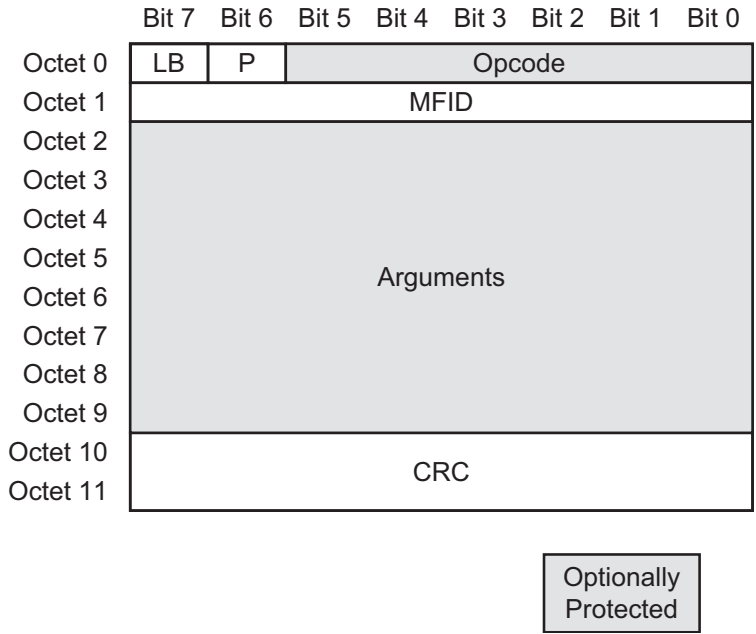 Bit 7 Bit 6 Bit 5 Bit 4 Bit 3 Bit 2 Bit 1 Bit 0
Octet 0 LB P Opcode
Octet 1 MFID
Octet 2
Octet 3
Octet 4
Octet 5
Arguments
Octet 6
Octet 7
Octet 8
Octet 9
Octet 10
CRC
Octet 11
Optionally
Protected